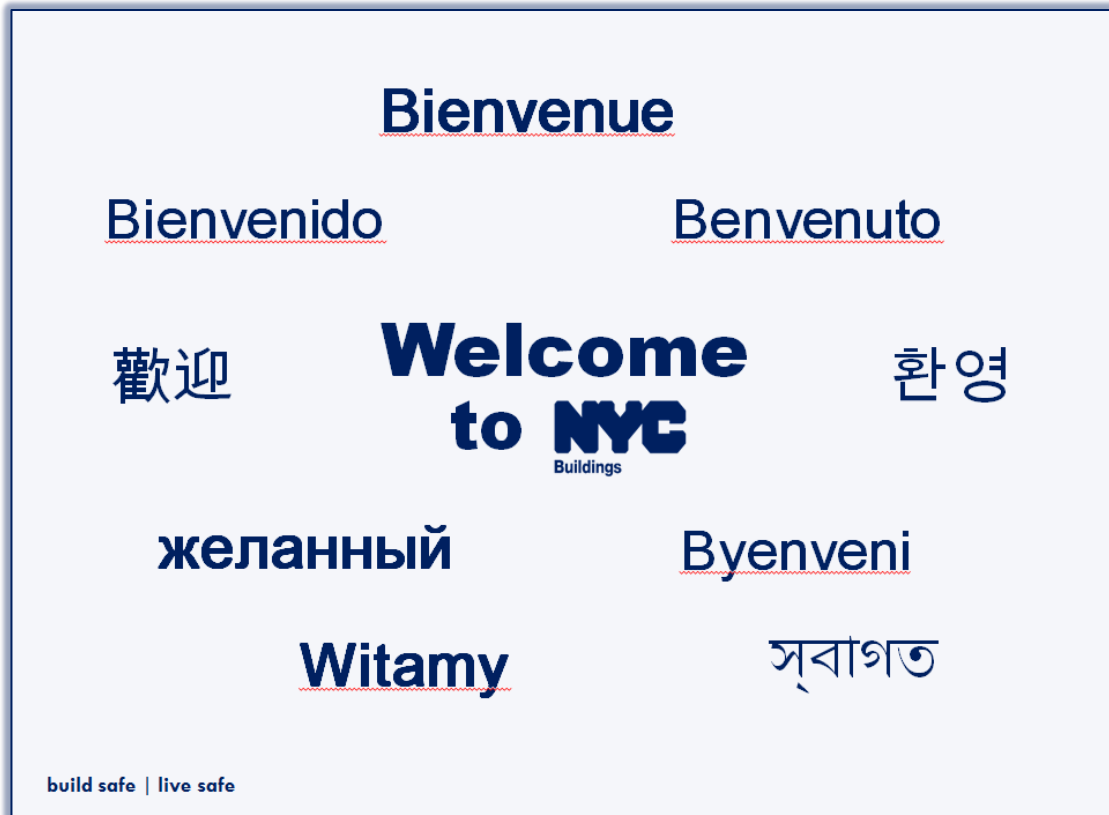 Bienvenue
Bienvenido
Benvenuto
歡迎
Welcome
to NYC
Buildings
환영
желанный
Byenveni
Witamy
স্‌বাগত
build safe | live safe